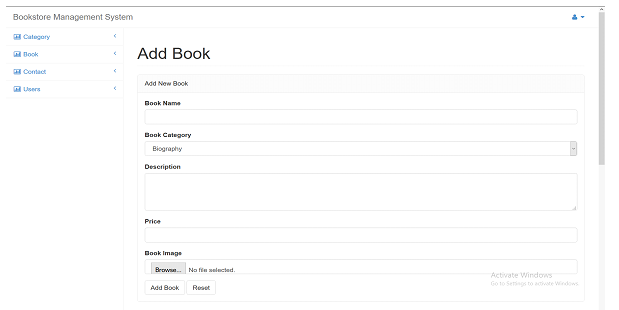 Bookstore Management System
Category
Book
Contact
Users
Add Book
Add New Book
Book Name
Book Category
Biography
Description
Price
Book Image
Browse... No file selected.
Add Book Reset
Activate Windows
Go to Settings to activate Windows